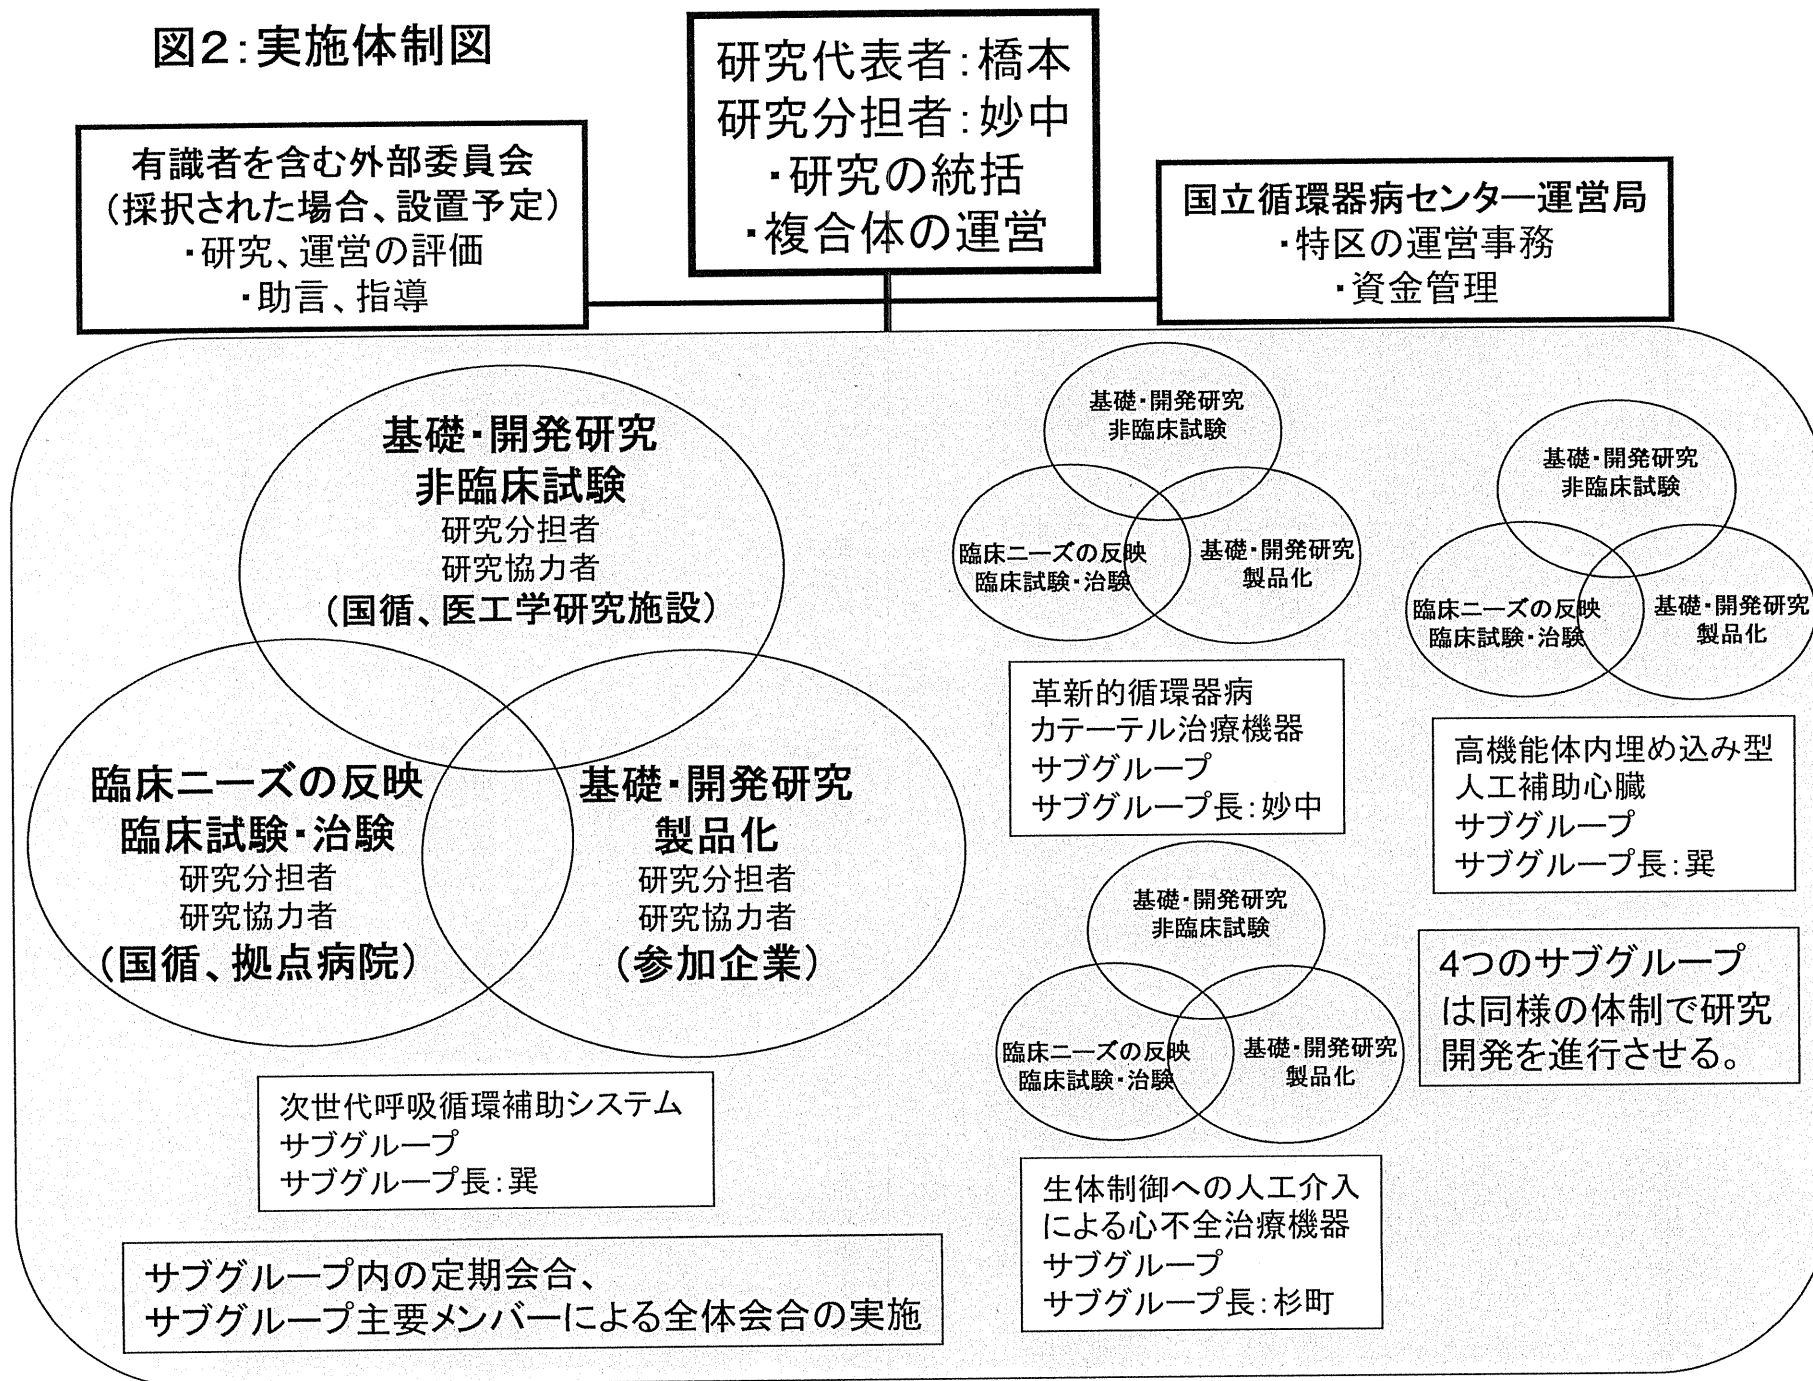 図2:実施体制図
研究代表者:橋本
研究分担者:妙中
・研究の統括
・複合体の運営
有識者を含む外部委員会
(採択された場合、設置予定)
・研究、運営の評価
・助言、指導
国立循環器病センター運営局
・特区の運営事務
・資金管理
基礎・開発研究
非臨床試験
研究分担者
研究協力者
(国循、医工学研究施設)
臨床ニーズの反映
臨床試験・治験
研究分担者
研究協力者
(国循、拠点病院)
基礎・開発研究
製品化
研究分担者
研究協力者
(参加企業)
次世代呼吸循環補助システム
サブグループ
サブグループ長:巽
サブグループ内の定期会合、
サブグループ主要メンバーによる全体会合の実施
基礎・開発研究
非臨床試験
臨床ニーズの反映
臨床試験・治験
基礎・開発研究
製品化
革新的循環器病
カテーテル治療機器
サブグループ
サブグループ長:妙中
基礎・開発研究
非臨床試験
臨床ニーズの反映
臨床試験・治験
基礎・開発研究
製品化
高機能体内埋め込み型
人工補助心臓
サブグループ
サブグループ長:巽
基礎・開発研究
非臨床試験
臨床ニーズの反映
臨床試験・治験
基礎・開発研究
製品化
生体制御への人工介入
による心不全治療機器
サブグループ
サブグループ長:杉町
4つのサブグループ
は同様の体制で研究
開発を進行させる。